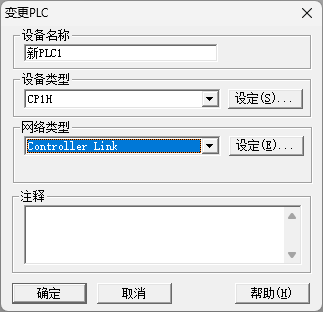 变更PLC
设备名称
新PLC1
设备类型
CP1H
设定(S)...
网络类型
Controller Link
设定(E)...
注释
确定
取消
帮助(H)